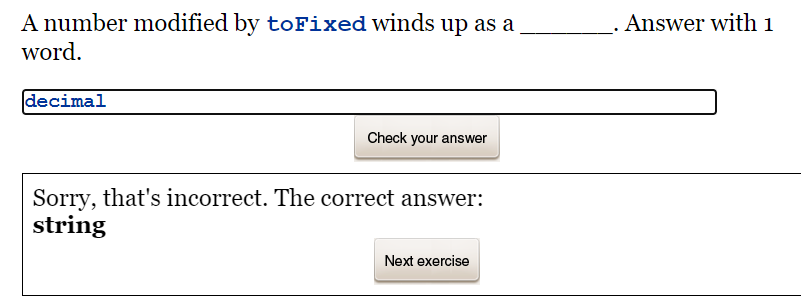 A number modified by toFixed winds up as a _______. Answer with 1
word.
decimal
Check your answer
Sorry, that's incorrect. The correct answer:
string
Next exercise